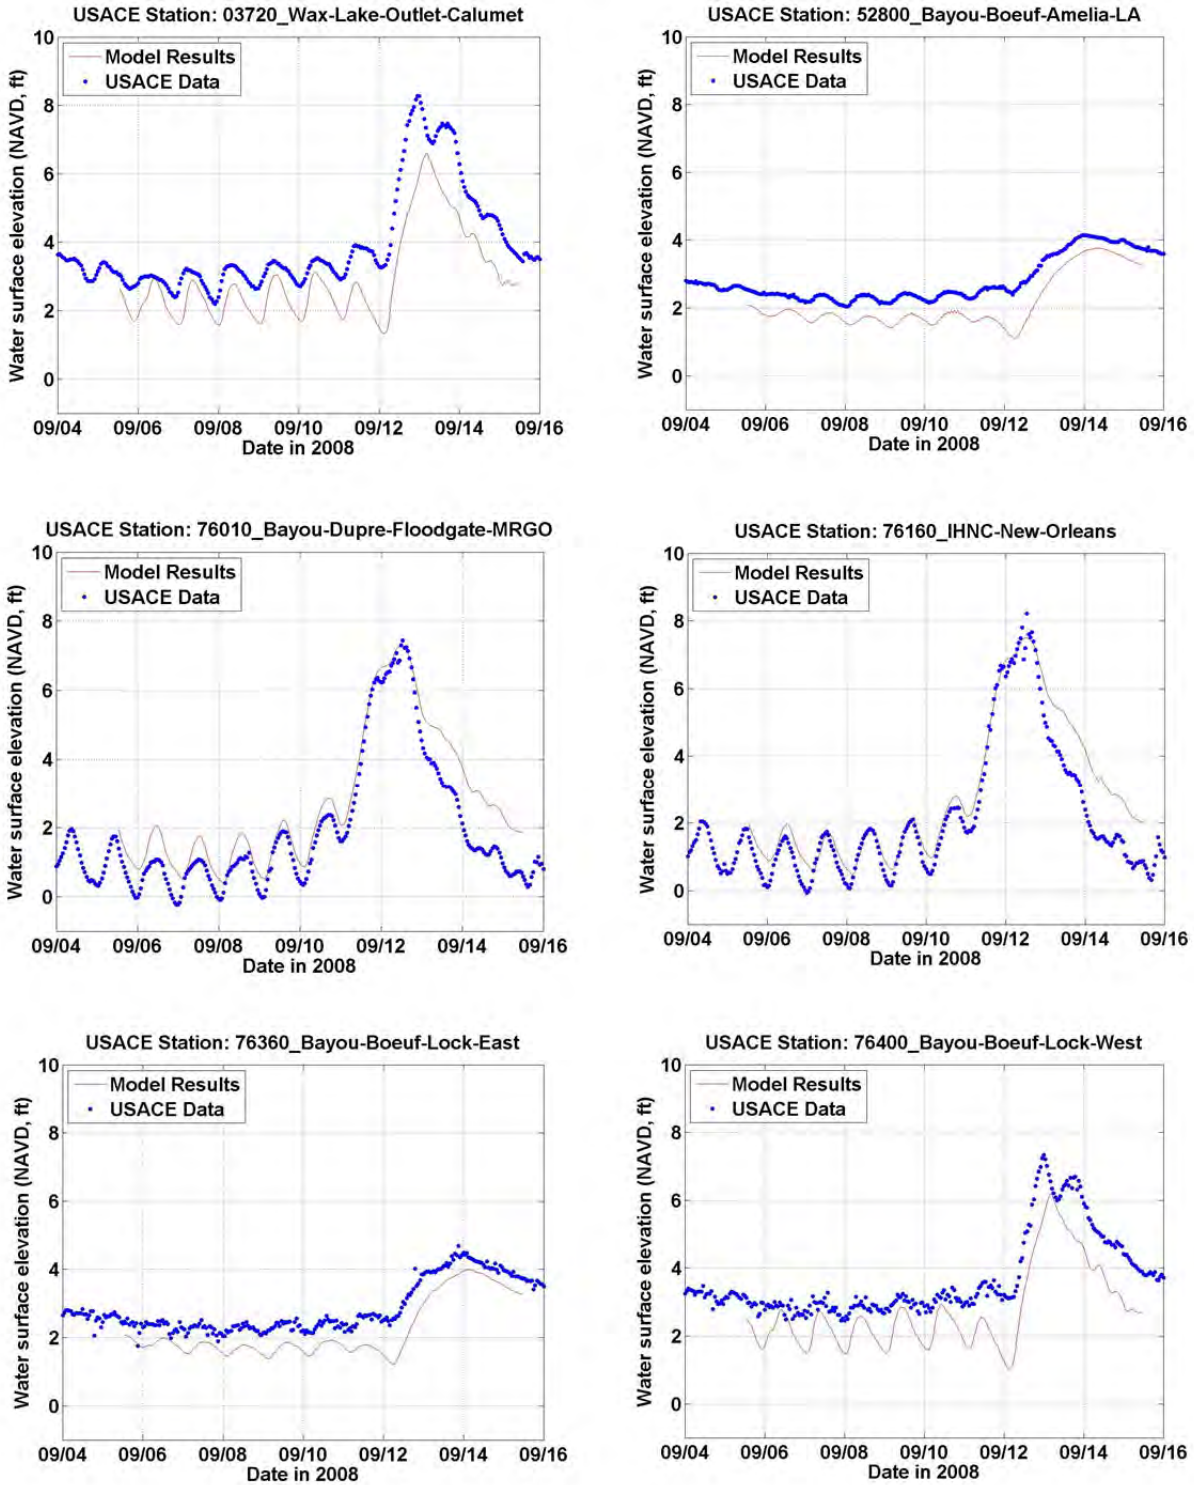 USACE Station: 03720_Wax-Lake-Outlet-Calumet
10
8
6
4
2
0
Water surface elevation (NAVD, ft)
Model Results
USACE Data
09/04 09/06 09/08 09/10 09/12 09/14 09/16
Date in 2008
USACE Station: 52800_Bayou-Boeuf-Amelia-LA
10
8
6
4
2
0
Water surface elevation (NAVD, ft)
Model Results
USACE Data
09/04 09/06 09/08 09/10 09/12 09/14 09/16
Date in 2008
USACE Station: 76010_Bayou-Dupre-Floodgate-MRGO
10
8
6
4
2
0
Water surface elevation (NAVD, ft)
Model Results
USACE Data
09/04 09/06 09/08 09/10 09/12 09/14 09/16
Date in 2008
USACE Station: 76160_IHNC-New-Orleans
10
8
6
4
2
0
Water surface elevation (NAVD, ft)
Model Results
USACE Data
09/04 09/06 09/08 09/10 09/12 09/14 09/16
Date in 2008
USACE Station: 76360_Bayou-Boeuf-Lock-East
10
8
6
4
2
0
Water surface elevation (NAVD, ft)
Model Results
USACE Data
09/04 09/06 09/08 09/10 09/12 09/14 09/16
Date in 2008
USACE Station: 76400_Bayou-Boeuf-Lock-West
10
8
6
4
2
0
Water surface elevation (NAVD, ft)
Model Results
USACE Data
09/04 09/06 09/08 09/10 09/12 09/14 09/16
Date in 2008